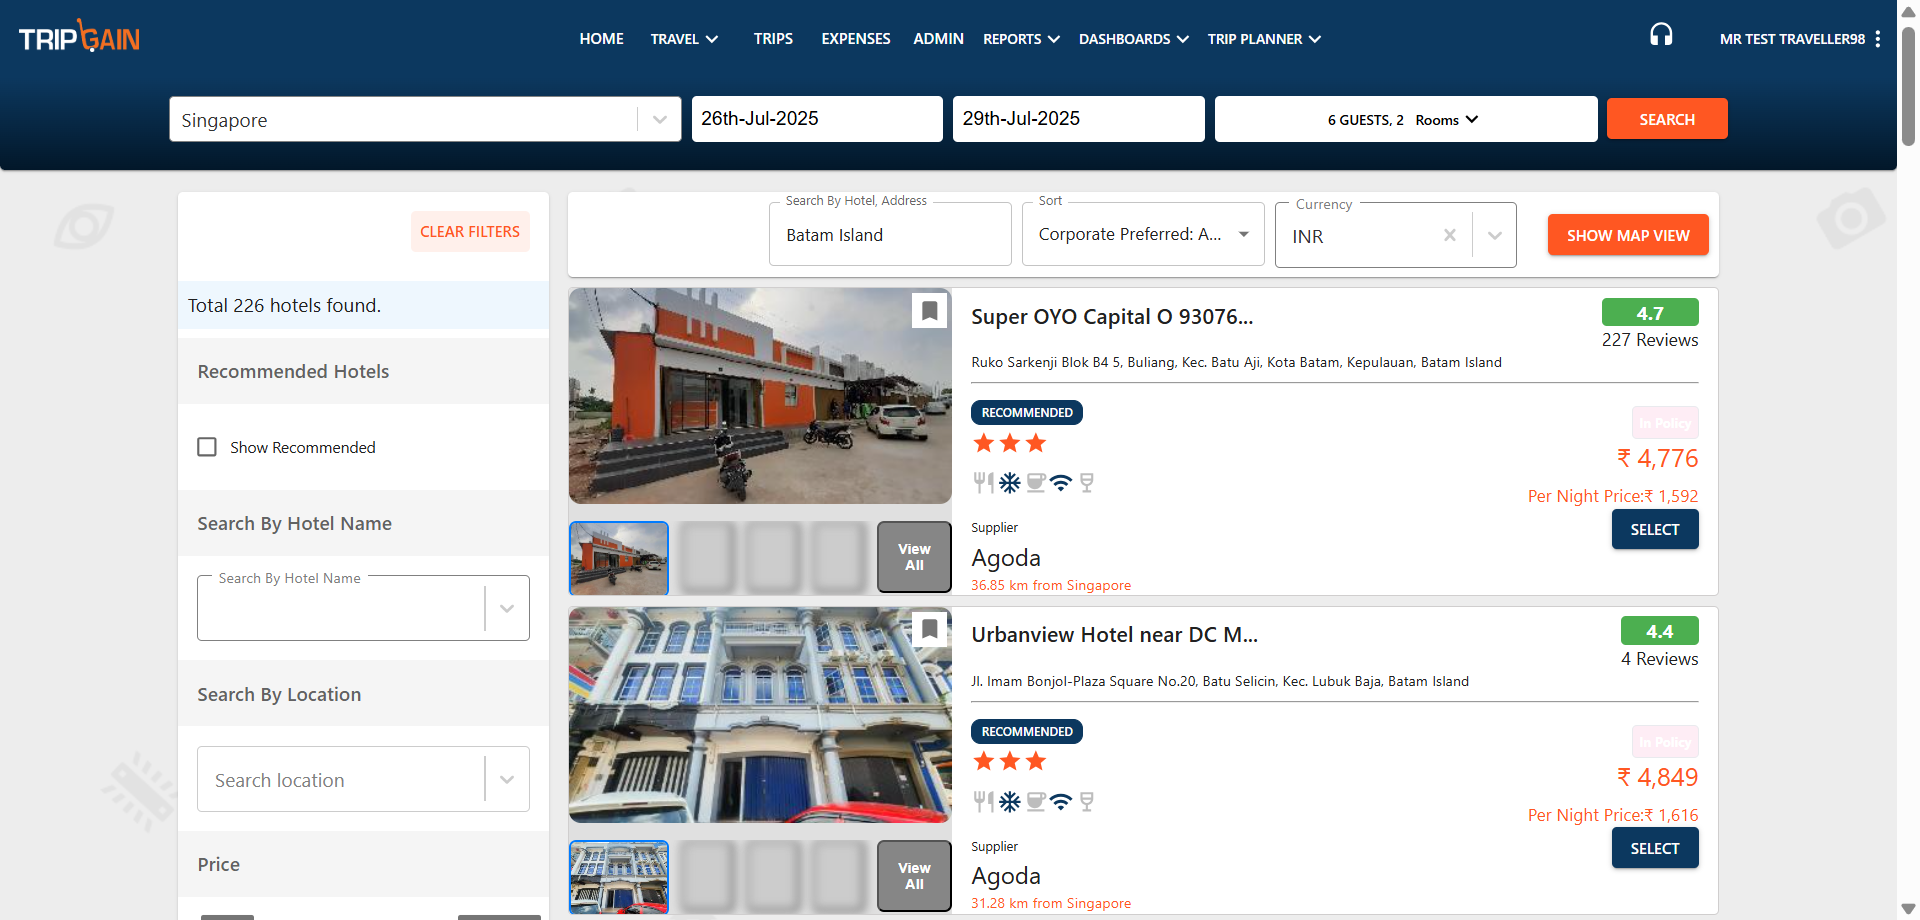 TRIPGAIN
HOME
TRAVEL
TRIPS
EXPENSES
ADMIN
REPORTS
DASHBOARDS
TRIP PLANNER
MR TEST TRAVELLER98
Singapore
26th-Jul-2025
29th-Jul-2025
6 GUESTS, 2 Rooms
SEARCH
CLEAR FILTERS
Total 226 hotels found.
Recommended Hotels
Show Recommended
Search By Hotel Name
Search By Hotel Name
Search By Location
Search location
Price
Search By Hotel, Address
Batam Island
Sort
Corporate Preferred: A...
Currency
INR
SHOW MAP VIEW
Super OYO Capital O 93076...
4.7
227 Reviews
Ruko Sarkenji Blok B4 5, Buliang, Kec. Batu Aji, Kota Batam, Kepulauan, Batam Island
RECOMMENDED
In Policy
₹ 4,776
Per Night Price:₹ 1,592
SELECT
Supplier
Agoda
36.85 km from Singapore
View
All
Urbanview Hotel near DC M...
4.4
4 Reviews
Jl. Imam Bonjol-Plaza Square No.20, Batu Selicin, Kec. Lubuk Baja, Batam Island
RECOMMENDED
In Policy
₹ 4,849
Per Night Price:₹ 1,616
SELECT
Supplier
Agoda
31.28 km from Singapore
View
All